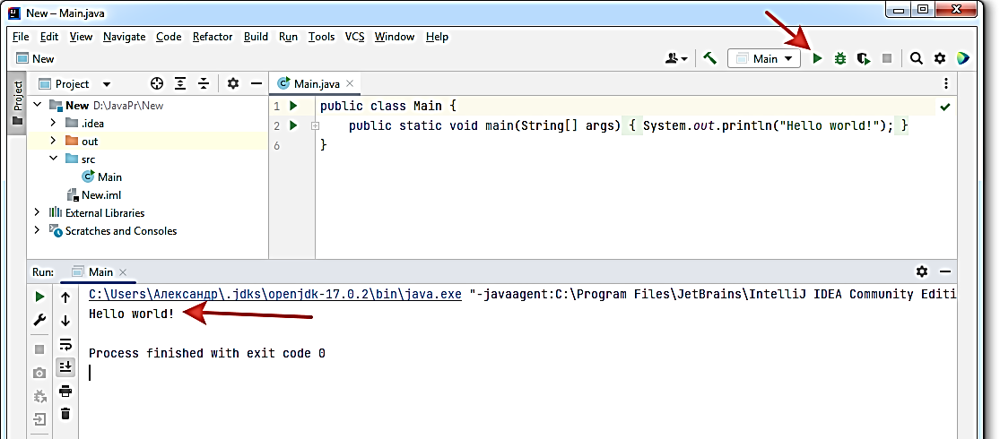 New – Main.java
File Edit View Navigate Code Refactor Build Run Tools VCS Window Help
New
Main
Project
Project
New D:\JavaPr\New
.idea
out
src
Main
New.iml
External Libraries
Scratches and Consoles
Main.java
1 public class Main {
2 public static void main(String[] args) { System.out.println("Hello world!"); }
6 }
Run: Main
C:\Users\Александр\.jdks\openjdk-17.0.2\bin\java.exe "-javaagent:C:\Program Files\JetBrains\IntelliJ IDEA Community Editi
Hello world!
Process finished with exit code 0